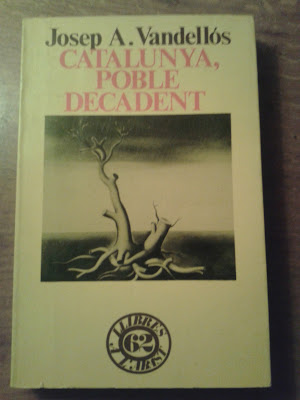 Josep A. Vandellós
CATALUNYA,
POBLE
DECADENT
LLIBRES
62
A L'ABAST